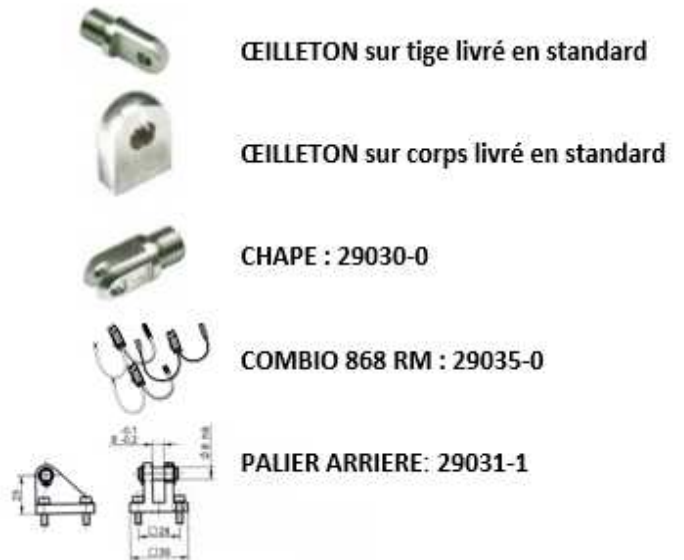 ŒILLETON sur tige livré en standard
ŒILLETON sur corps livré en standard
CHAPE : 29030-0
COMBIO 868 RM : 29035-0
PALIER ARRIERE: 29031-1